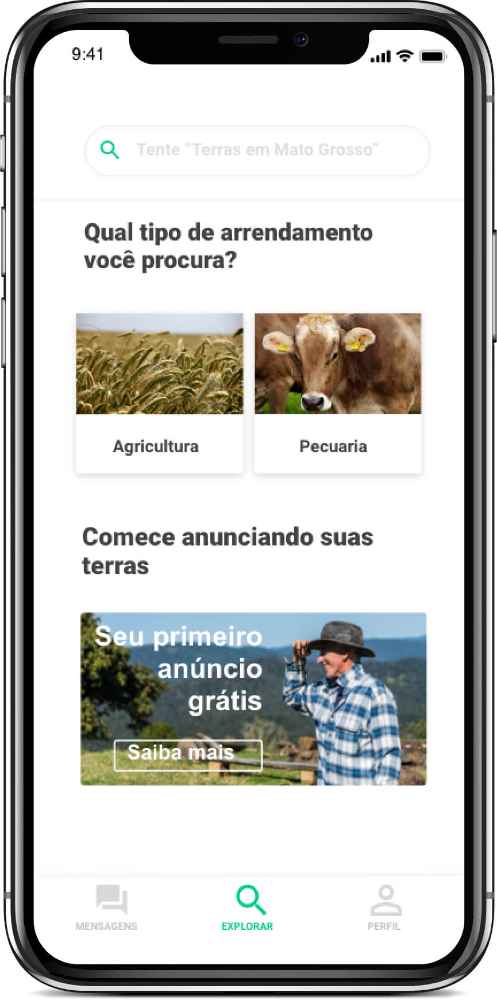 9:41
Tente “Terras em Mato Grosso”
Qual tipo de arrendamento
você procura?
Agricultura
Pecuaria
Comece anunciando suas
terras
Seu primeiro
anúncio
grátis
Saiba mais
MENSAGENS
EXPLORAR
PERFIL